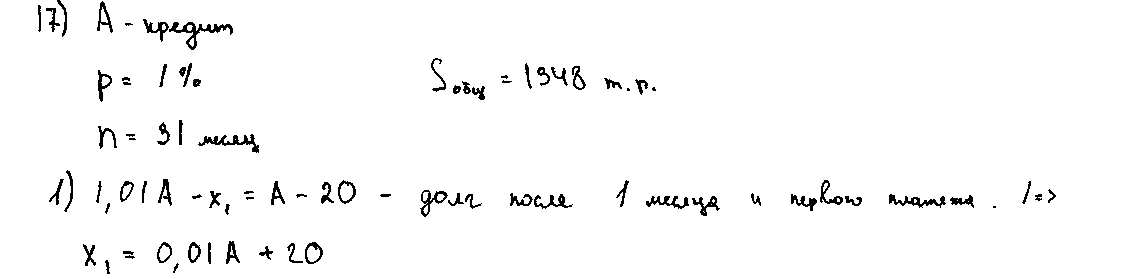 17) A - кредит
p = 1 %     Sобщ = 1348 т.р.
n = 31 месяц
1) 1,01A - x₁ = A - 20 - долг после 1 месяца и первого платежа. /=>
x₁ = 0,01A + 20